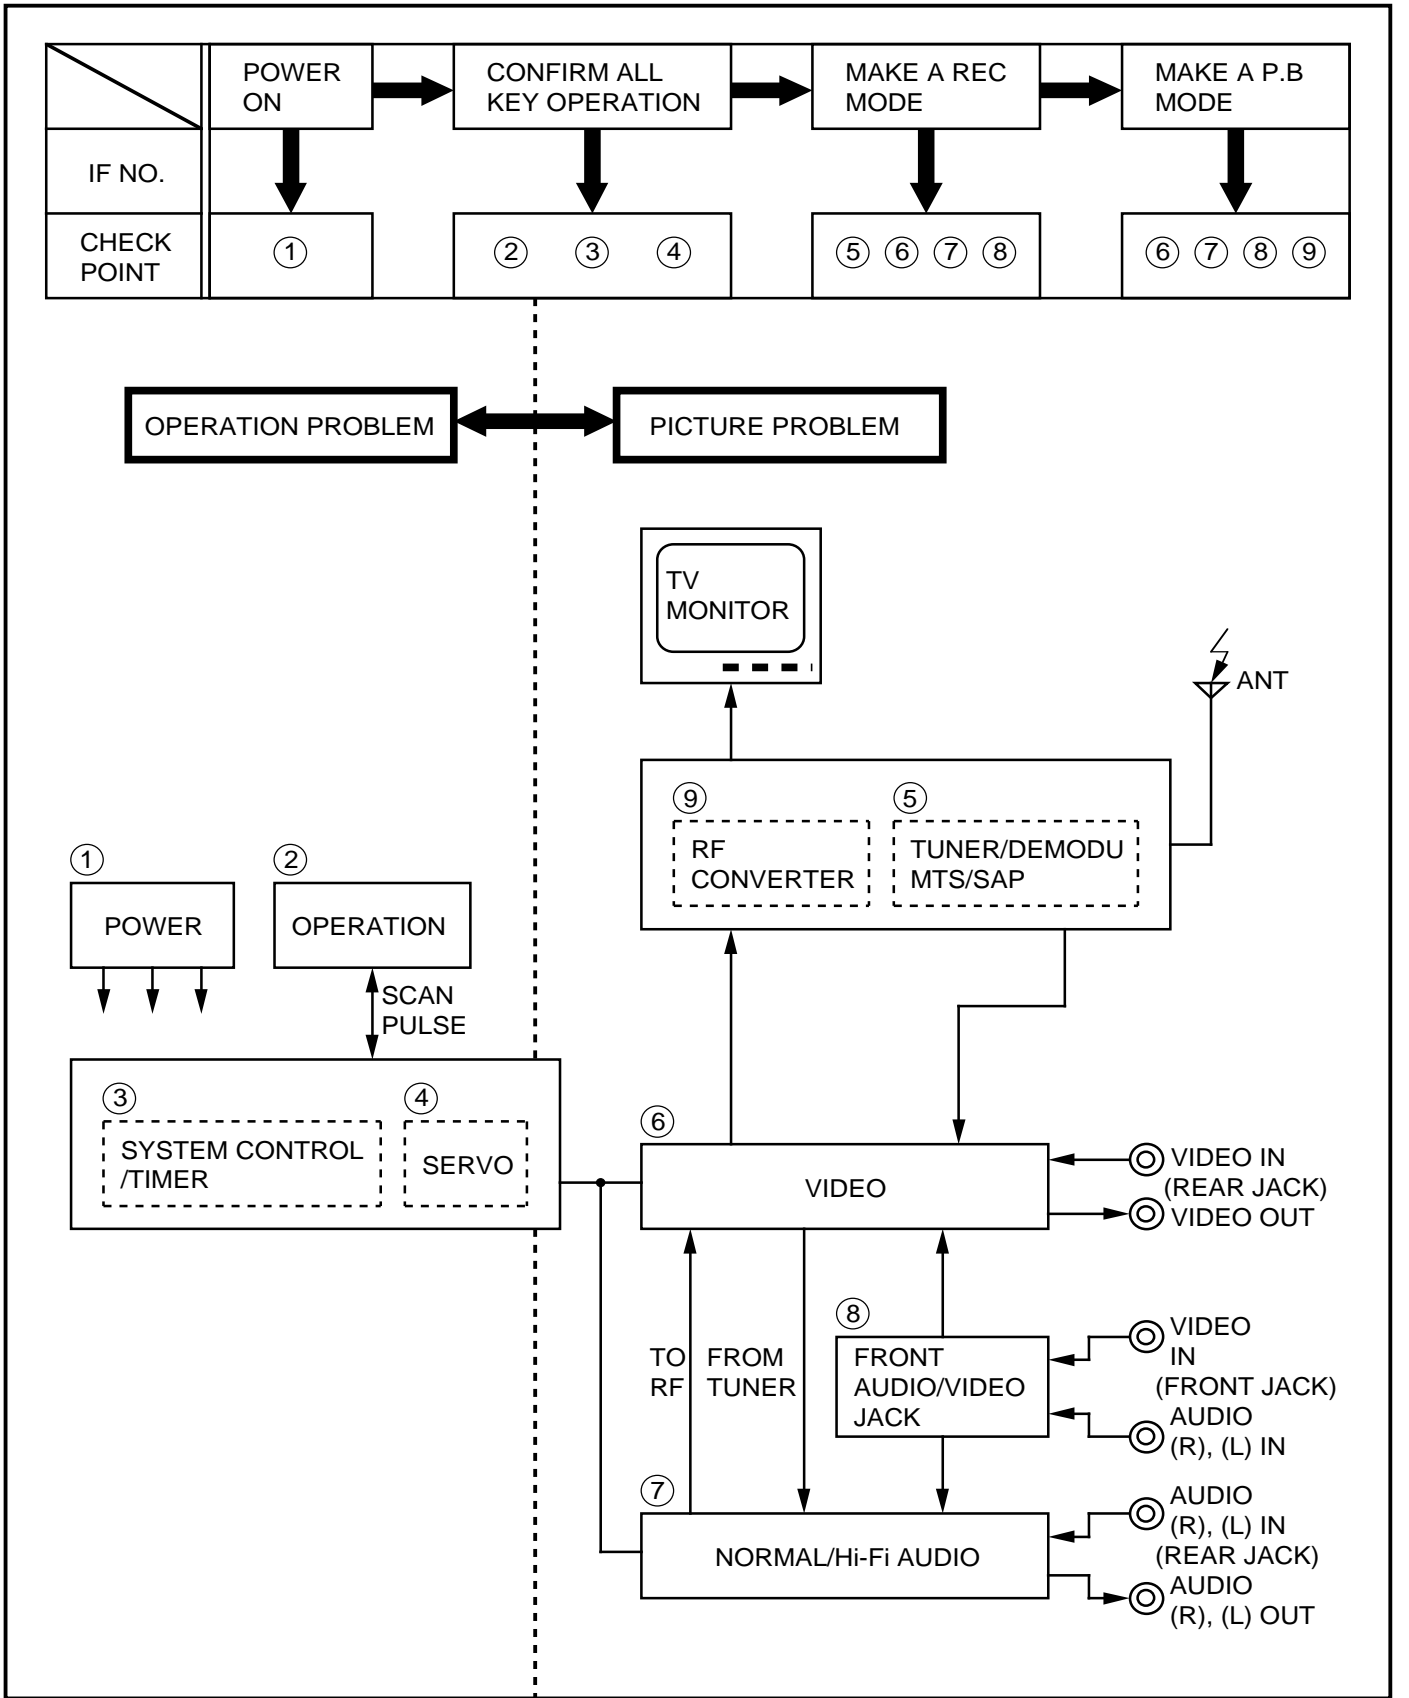 POWER
ON
CONFIRM ALL
KEY OPERATION
MAKE A REC
MODE
MAKE A P.B
MODE
IF NO.
CHECK
POINT
①
② ③ ④
⑤ ⑥ ⑦ ⑧
⑥ ⑦ ⑧ ⑨
OPERATION PROBLEM
PICTURE PROBLEM
TV
MONITOR
ANT
⑨
RF
CONVERTER
⑤
TUNER/DEMODU
MTS/SAP
①
POWER
②
OPERATION
SCAN
PULSE
③
SYSTEM CONTROL
/TIMER
④
SERVO
⑥
VIDEO
VIDEO IN
(REAR JACK)
VIDEO OUT
TO
RF
FROM
TUNER
⑧
FRONT
AUDIO/VIDEO
JACK
VIDEO
IN
(FRONT JACK)
AUDIO
(R), (L) IN
⑦
NORMAL/Hi-Fi AUDIO
AUDIO
(R), (L) IN
(REAR JACK)
AUDIO
(R), (L) OUT